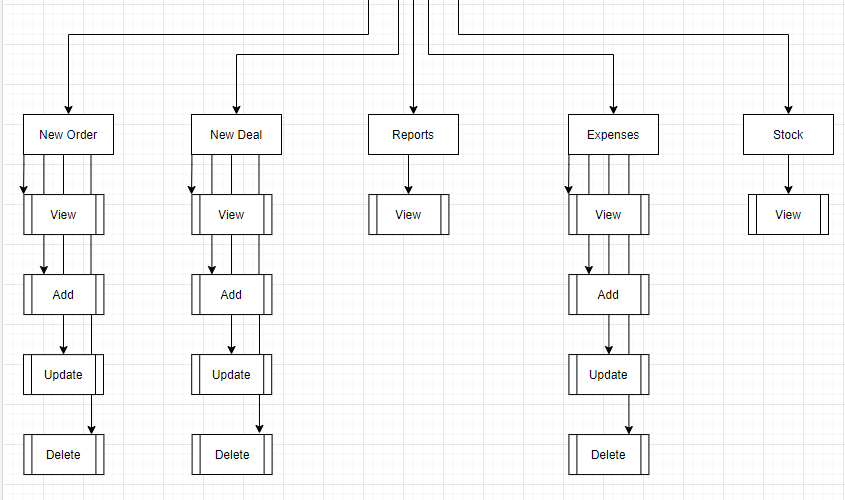 New Order
New Deal
Reports
Expenses
Stock
View
View
View
View
View
Add
Add
Add
Update
Update
Update
Delete
Delete
Delete